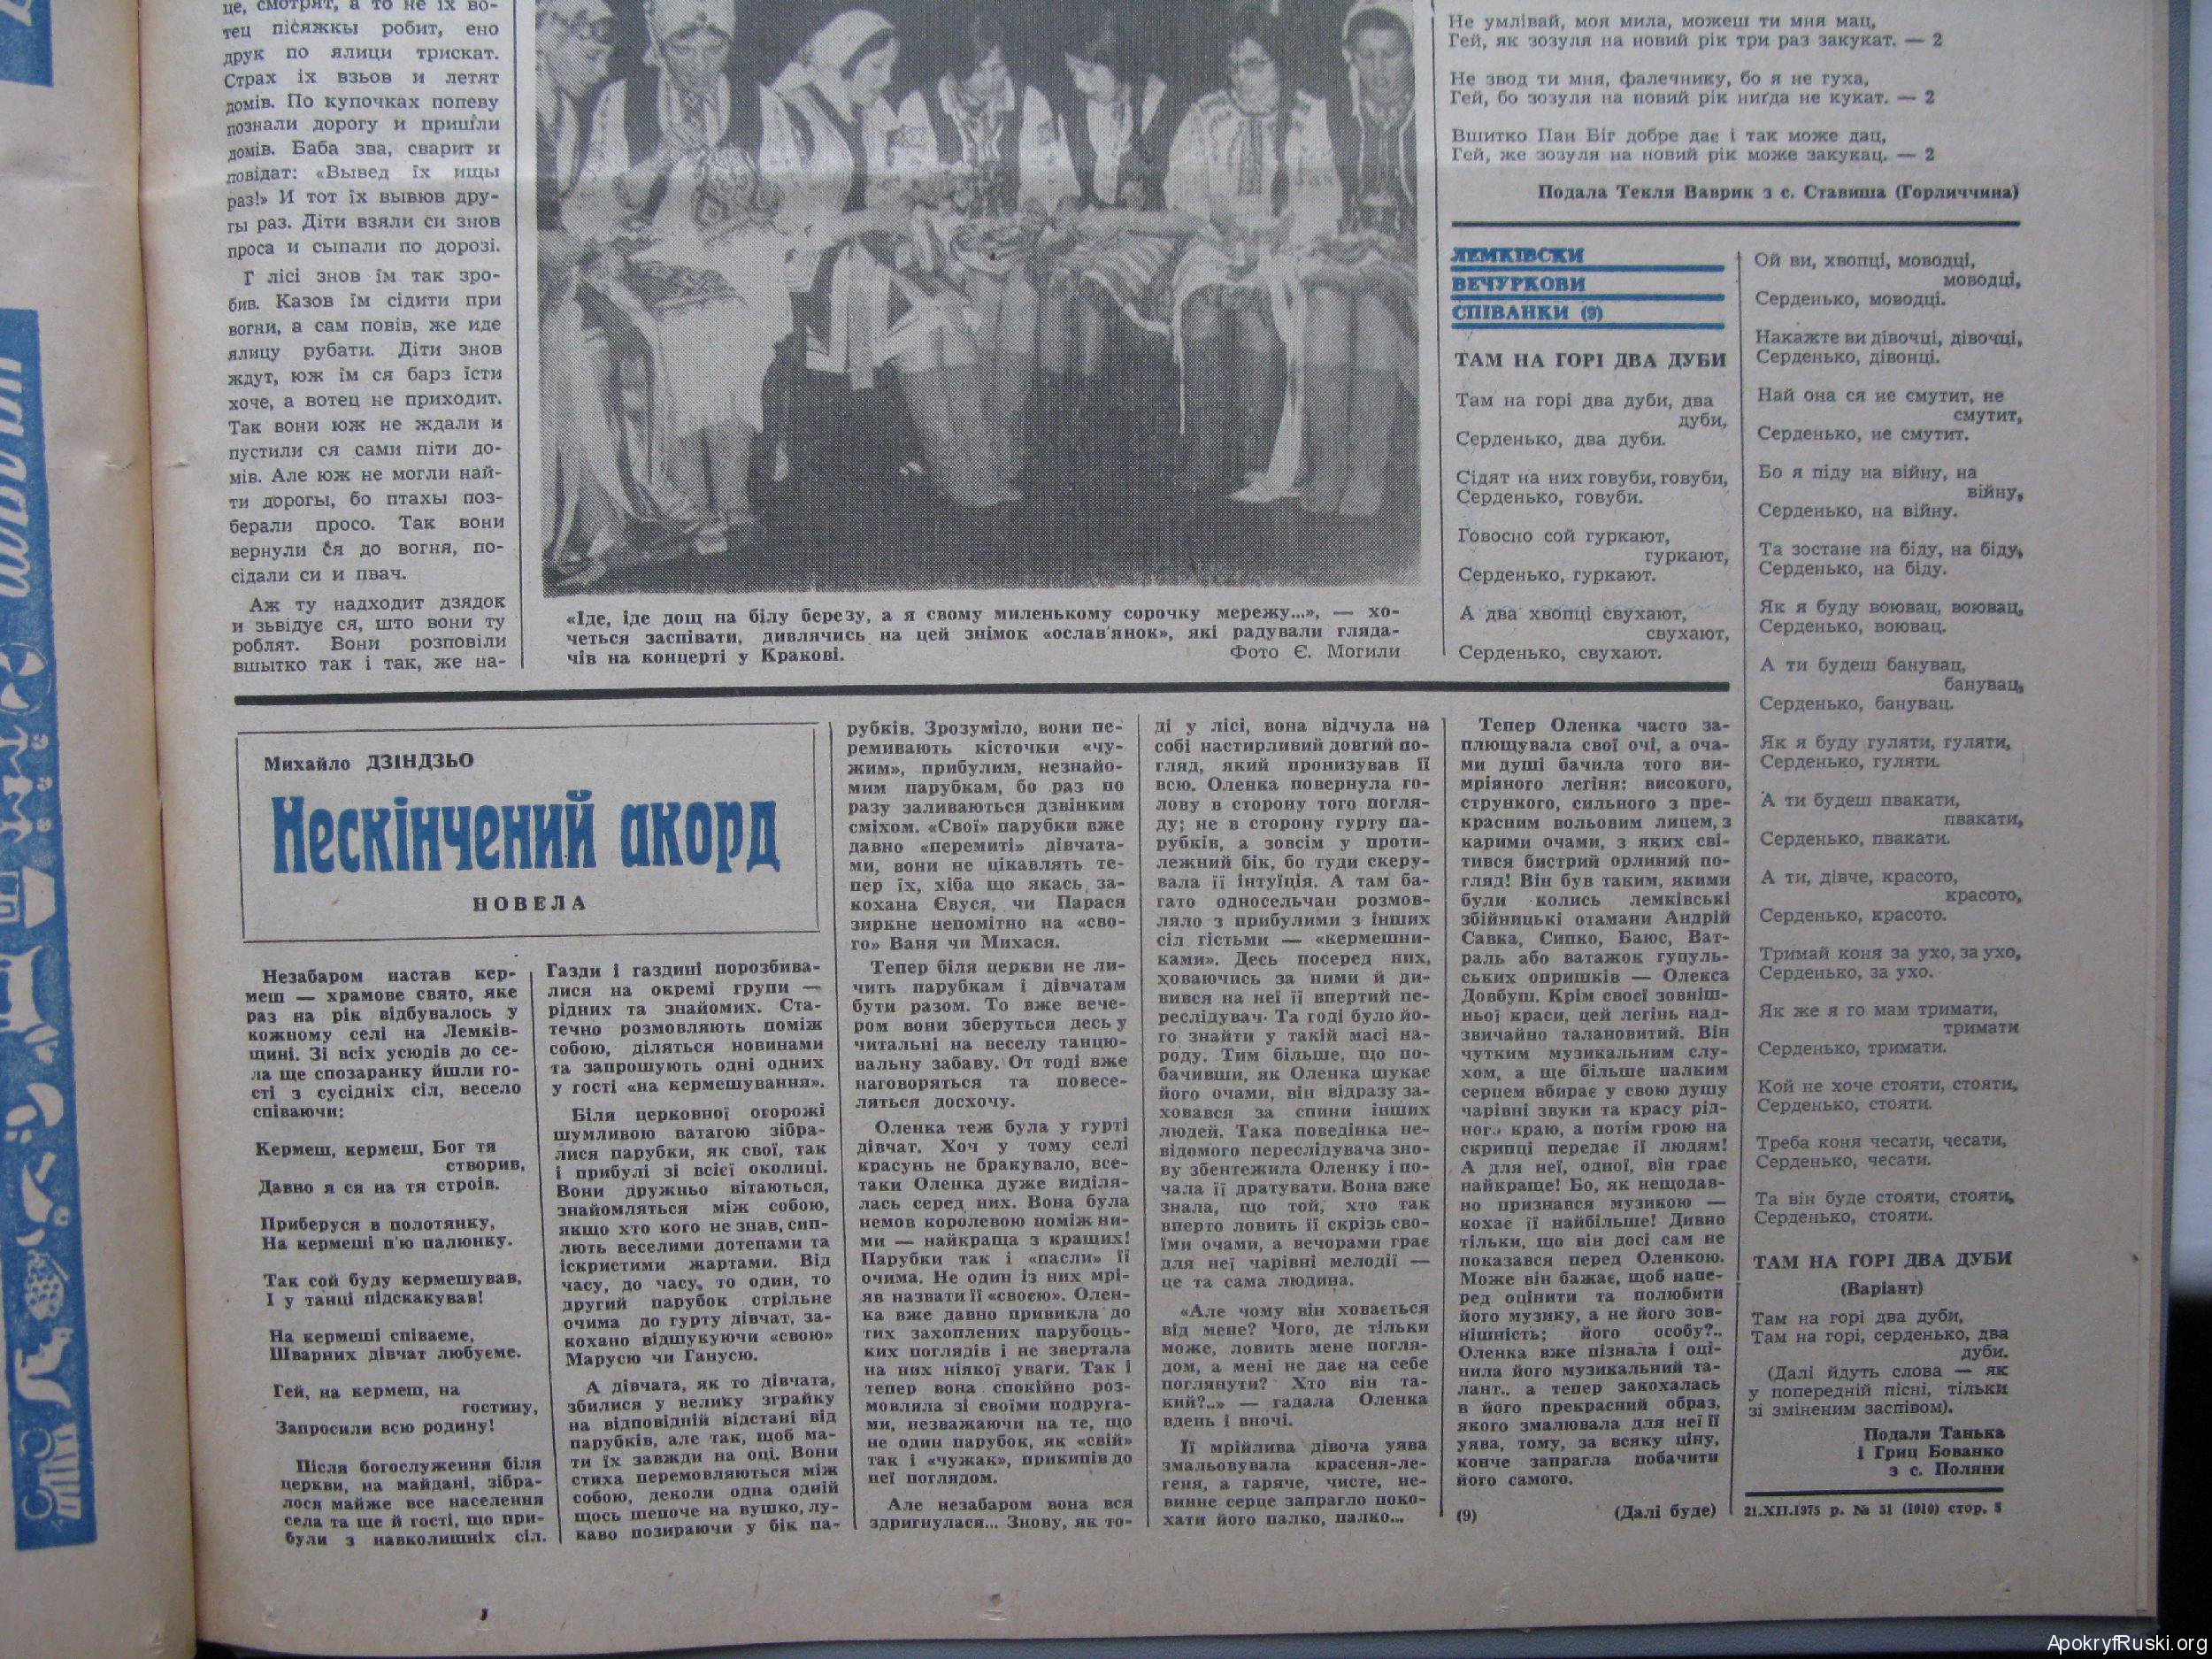 це, смотрят, а то не їх во-
тец пісяжкы робит, ено
друк по ялици трискат.
Страх іх взьов и летят
домів. По купочках попеву
познали дорогу и пришли
домів. Баба зва, сварит и
повідат: «Вывед їх ищы
раз!» И тот їх вывюв дру-
гы раз. Діти взяли си знов
проса и сыпали по дорозі.
Г лісі знов їм так зро-
бив. Казов їм сідити при
вогни, а сам повів, же иде
ялицу рубати. Діти знов
ждут, юж їм ся барз їсти
хоче, а вотец не приходит.
Так вони юж не ждали и
пустили ся сами піти до-
мів. Але юж не могли най-
ти дорогы, бо птахы поз-
берали просо. Так вони
вернули ся до вогня, по-
сідали си и пвач.
Аж ту надходит дзядок
и зьвідує ся, што вони ту
роблят. Вони розповіли
вшытко так і так, же на-
«Іде, іде дощ на білу березу, а я свому миленькому сорочку мережу...», — хо-
четься заспівати, дивлячись на цей знімок «ослав'янок», які радували гляда-
чів на концерті у Кракові.
Фото Є. Могили
Не умлівай, моя мила, можеш ти мня мац,
Гей, як зозуля на новий рік три раз закукат. — 2
Не звод ти мня, фалечнику, бо я не гуха,
Гей, бо зозуля на новий рік ниґда не кукат. — 2
Вшитко Пан Біг добре дає і так може дац,
Гей, же зозуля на новий рік може закукац. — 2
Подала Текля Ваврик з с. Ставиша (Горличчина)
ЛЕМКІВСКИ
ВЕЧУРКОВИ
СПІВАНКИ (9)
ТАМ НА ГОРІ ДВА ДУБИ
Там на горі два дуби, два
дуби,
Серденько, два дуби.
Сідят на них говуби, говуби,
Серденько, говуби.
Говосно сой гуркают,
гуркают,
Серденько, гуркают.
А два хвопці свухают,
свухают,
Серденько, свухают.
Ой ви, хвопці, моводці,
моводці,
Серденько, моводці.
Накажте ви дівочці, дівочці,
Серденько, дівонці.
Най она ся не смутит, не
смутит,
Серденько, не смутит.
Бо я піду на війну, на
війну,
Серденько, на війну.
Та зостане на біду, на біду,
Серденько, на біду.
Як я буду воювац, воювац,
Серденько, воювац.
А ти будеш банувац,
банувац,
Серденько, банувац.
Як я буду гуляти, гуляти,
Серденько, гуляти.
А ти будеш пвакати,
пвакати,
Серденько, пвакати.
А ти, дівче, красото,
красото,
Серденько, красото.
Тримай коня за ухо, за ухо,
Серденько, за ухо.
Як же я го мам тримати,
тримати
Серденько, тримати.
Кой не хоче стояти, стояти,
Серденько, стояти.
Треба коня чесати, чесати,
Серденько, чесати.
Та він буде стояти, стояти,
Серденько, стояти.
ТАМ НА ГОРІ ДВА ДУБИ
(Варіант)
Там на горі два дуби,
Там на горі, серденько, два
дуби.
(Далі йдуть слова — як
у попередній пісні, тільки
зі зміненим заспівом).
Подали Танька
і Гриц Бованко
з с. Поляни
Михайло ДЗІНДЗЬО
Нескінчений акорд
НОВЕЛА
Незабаром настав кер-
меш — храмове свято, яке
раз на рік відбувалось у
кожному селі на Лемків-
щині. Зі всіх усюдів до се-
ла ще спозаранку йшли го-
сті з сусідніх сіл, весело
співаючи:
Кермеш, кермеш, Бог тя
створив,
Давно я ся на тя строів.
Приберуся в полотянку,
На кермеші п'ю палюнку.
Так сой буду кермешував,
І у танці підскакував!
На кермеші співаєме,
Шварних дівчат любуєме.
Гей, на кермеш, на
гостину,
Запросили всю родину!
Після богослуження біля
церкви, на майдані, зібра-
лося майже все населення
села та ще й гості, що при-
були з навколишніх сіл.
Газди і газдині порозбива-
лися на окремі групи —
рідних та знайомих. Ста-
течно розмовляють поміж
собою, діляться новинами
та запрошують одні одних
у гості «на кермешування».
Біля церковної огорожі
шумливою ватагою зібра-
лися парубки, як свої, так
і прибулі зі всієї околиці.
Вони дружньо вітаються,
знайомляться між собою,
якщо хто кого не знав, сип-
лють веселими дотепами та
іскристими жартами. Від
часу, до часу, то один, то
другий парубок стрільне
очима до гурту дівчат, за-
кохано відшукуючи «свою»
Марусю чи Ганусю.
А дівчата, як то дівчата,
збилися у велику зграйку
на відповідній відстані від
парубків, але так, щоб ма-
ти їх завжди на оці. Вони
стиха перемовляються між
собою, деколи одна одній
щось шепоче на вушко, лу-
каво позираючи у бік па-
рубків. Зрозуміло, вони пе-
ремивають кісточки «чу-
жим», прибулим, незнайо-
мим парубкам, бо раз по
разу заливаються дзвінким
сміхом. «Свої» парубки вже
давно «перемиті» дівчата-
ми, вони не цікавлять те-
пер їх, хіба що якась за-
кохана Євуся, чи Парася
зиркне непомітно на «сво-
го» Ваня чи Михася.
Тепер біля церкви не ли-
чить парубкам і дівчатам
бути разом. То вже вече-
ром вони зберуться десь у
читальні на веселу танцю-
вальну забаву. От тоді вже
наговоряться та повесе-
ляться досхочу.
Оленка теж була у гурті
дівчат. Хоч у тому селі
красунь не бракувало, все-
таки Оленка дуже виділя-
лась серед них. Вона була
немов королевою поміж ни-
ми — найкраща з кращих!
Парубки так і «пасли» її
очима. Не один із них мрі-
яв назвати її «своєю». Олен-
ка вже давно привикла до
тих захоплених парубоць-
ких поглядів і не звертала
на них ніякої уваги. Так і
тепер вона спокійно роз-
мовляла зі своїми подруга-
ми, незважаючи на те, що
не один парубок, як «свій»
так і «чужак», прикипів до
неї поглядом.
Але незабаром вона вся
здригнулася... Знову, як то-
ді у лісі, вона відчула на
собі настирливий довгий по-
гляд, який пронизував її
всю. Оленка повернула го-
лову в сторону того погля-
ду; не в сторону гурту па-
рубків, а зовсім у проти-
лежний бік, бо туди скеру-
вала її інтуїція. А там ба-
гато односельчан розмов-
ляло з прибулими з інших
сіл гістьми — «кермешни-
ками». Десь посеред них,
ховаючись за ними й ди-
вився на неї її впертий пе-
реслідувач. Та годі було йо-
го знайти у такій масі на-
роду. Тим більше, що по-
бачивши, як Оленка шукає
його очами, він відразу за-
ховався за спини інших
людей. Така поведінка не-
відомого переслідувача зно-
ву збентежила Оленку і по-
чала її дратувати. Вона вже
знала, що той, хто так
вперто ловить її скрізь сво-
їми очами, а вечорами грає
для неї чарівні мелодії —
це та сама людина.
«Але чому він ховається
від мене? Чого, де тільки
може, ловить мене погля-
дом, а мені не дає на себе
поглянути? Хто він та-
кий?..» — гадала Оленка
вдень і вночі.
Її мрійлива дівоча уява
змальовувала красеня-ле-
геня, а гаряче, чисте, не-
винне серце запрагло поко-
хати його палко, палко...
Тепер Оленка часто за-
плющувала свої очі, а оча-
ми душі бачила того ви-
мріяного легіня: високого,
стрункого, сильного з пре-
красним вольовим лицем, з
карими очами, з яких сві-
тився бистрий орлиний по-
гляд! Він був таким, якими
були колись лемківські
збійницькі отамани Андрій
Савка, Сипко, Баюс, Ват-
раль або ватажок гуцуль-
ських опришків — Олекса
Довбуш. Крім своєї зовніш-
ньої краси, цей легінь над-
звичайно талановитий. Він
чутким музикальним слу-
хом, а ще більше палким
серцем вбирає у свою душу
чарівні звуки та красу рід-
ного краю, а потім грою на
скрипці передає її людям!
А для неї, одної, він грає
найкраще! Бо, як нещодав-
но признався музикою —
кохає її найбільше! Дивно
тільки, що він досі сам не
показався перед Оленкою.
Може він бажає, щоб напе-
ред оцінити та полюбити
його музику, а не його зов-
нішність; його особу?..
Оленка вже пізнала і оці-
нила його музикальний та-
лант.. а тепер закохалась
в його прекрасний образ,
якого змалювала для неї її
уява, тому, за всяку ціну,
конче запрагла побачити
його самого.
(9)
(Далі буде)
21.XII.1975 р. № 51 (1010) стор. 5
ApokryfRuski.org